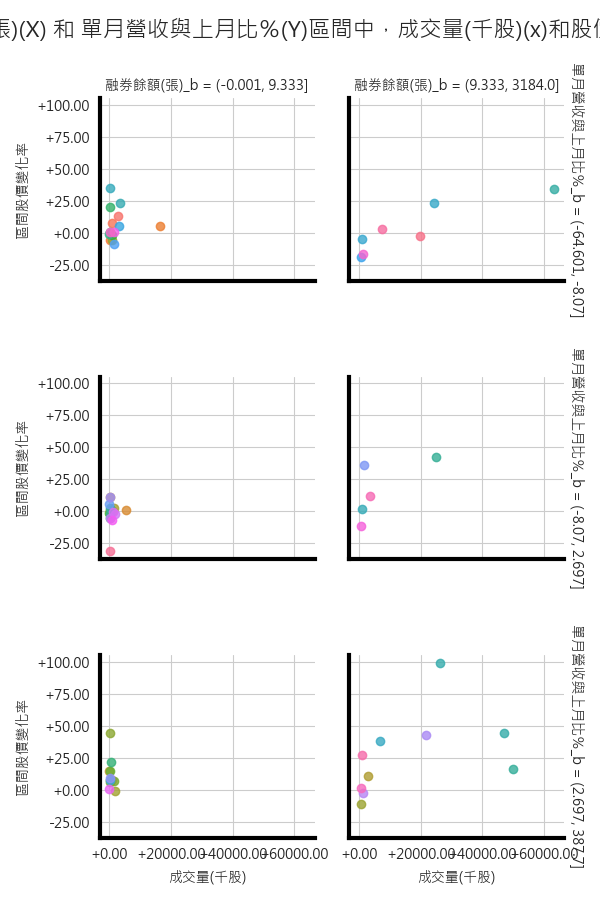 張)(X) 和 單月營收與上月比%(Y)區間中，成交量(千股)(x)和股價
融券餘額(張)_b = (-0.001, 9.333]
融券餘額(張)_b = (9.333, 3184.0]
+100.00
+75.00
+50.00
+25.00
+0.00
-25.00
區間股價變化率
單月營收與上月比%_b = (-64.601, -8.07]
+100.00
+75.00
+50.00
+25.00
+0.00
-25.00
區間股價變化率
單月營收與上月比%_b = (-8.07, 2.697]
+100.00
+75.00
+50.00
+25.00
+0.00
-25.00
區間股價變化率
單月營收與上月比%_b = (2.697, 387.7]
+0.00 +20000.00 +40000.00 +60000.00
+0.00 +20000.00 +40000.00 +60000.00
成交量(千股)
成交量(千股)